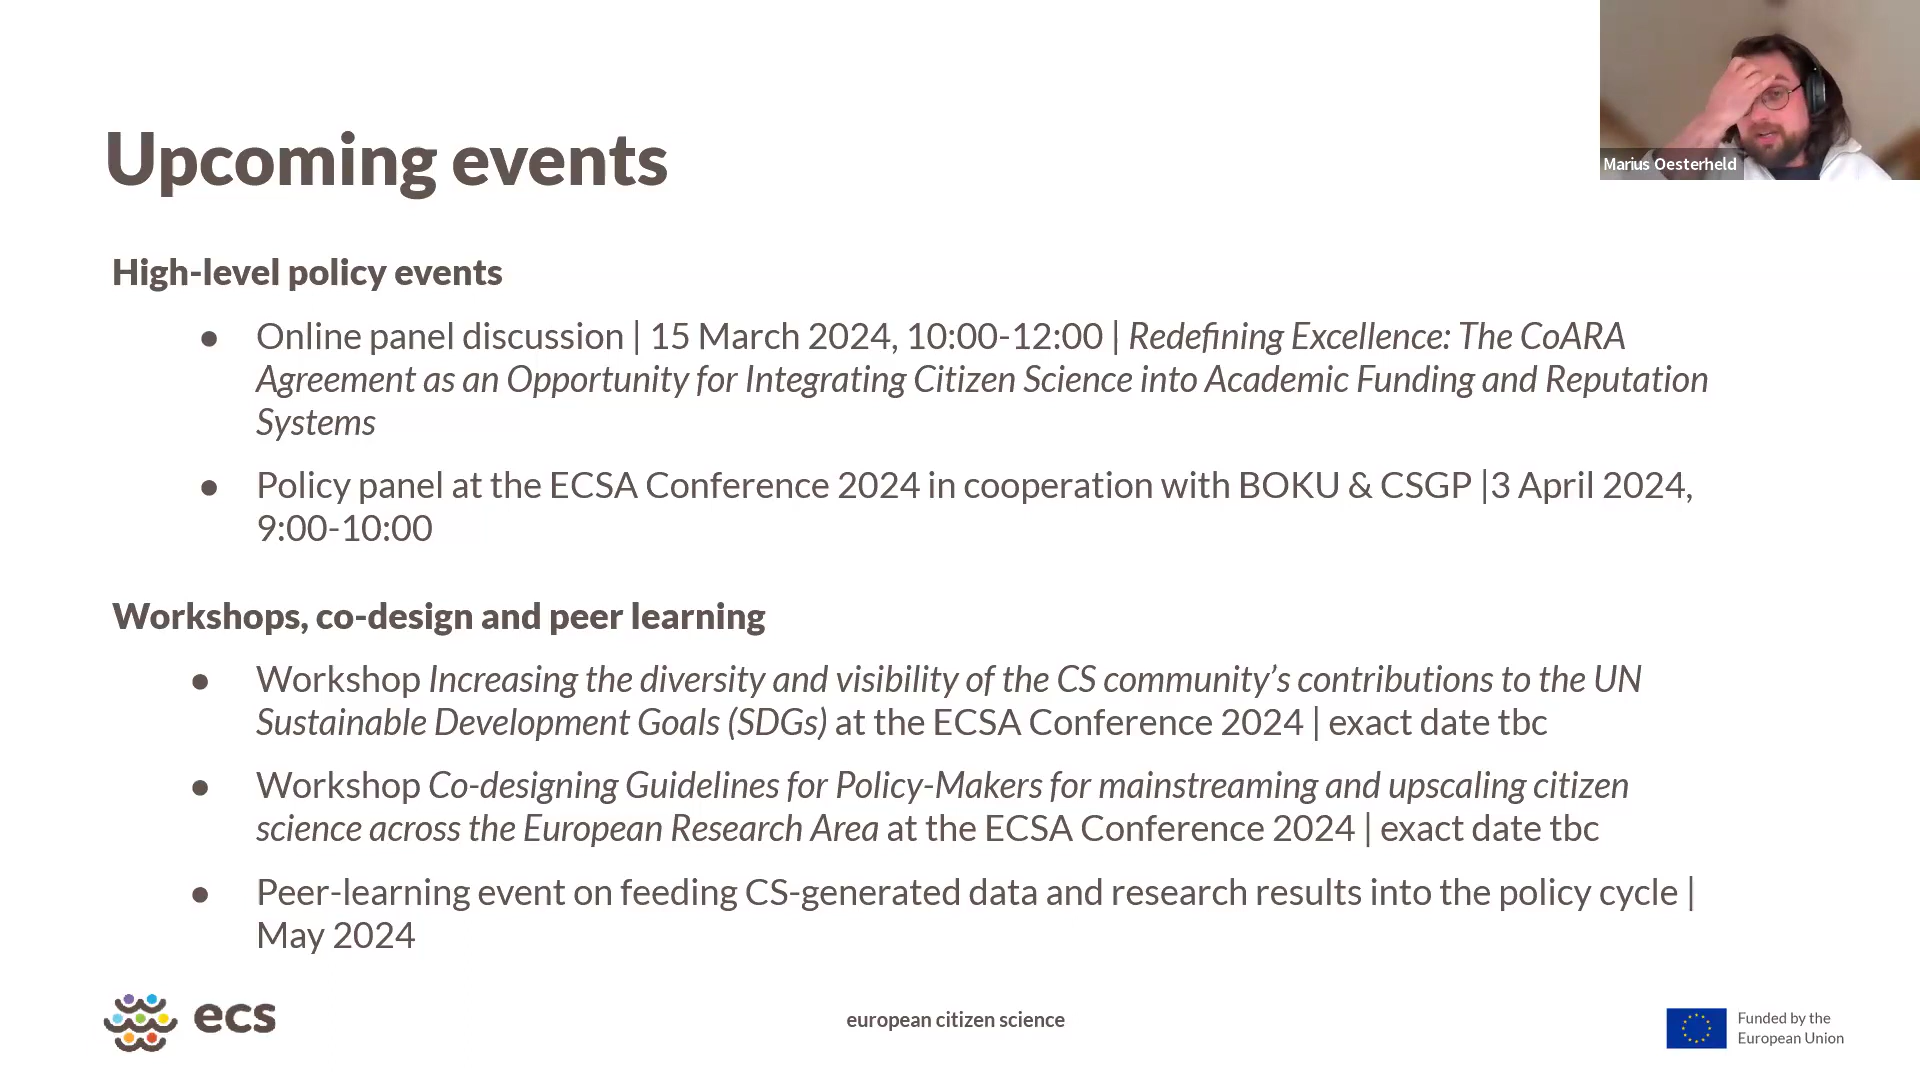 Upcoming events
Marius Oesterheld
High-level policy events
● Online panel discussion | 15 March 2024, 10:00-12:00 | Redefining Excellence: The CoARA
Agreement as an Opportunity for Integrating Citizen Science into Academic Funding and Reputation
Systems
● Policy panel at the ECSA Conference 2024 in cooperation with BOKU & CSGP |3 April 2024,
9:00-10:00
Workshops, co-design and peer learning
● Workshop Increasing the diversity and visibility of the CS community’s contributions to the UN
Sustainable Development Goals (SDGs) at the ECSA Conference 2024 | exact date tbc
● Workshop Co-designing Guidelines for Policy-Makers for mainstreaming and upscaling citizen
science across the European Research Area at the ECSA Conference 2024 | exact date tbc
● Peer-learning event on feeding CS-generated data and research results into the policy cycle |
May 2024
ecs
european citizen science
Funded by the
European Union